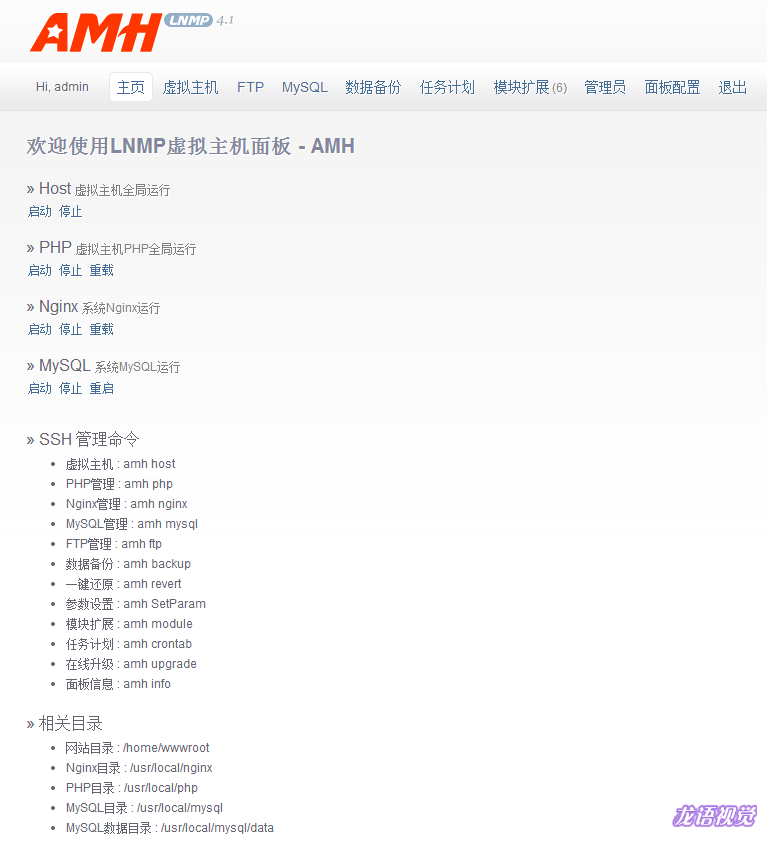 AMH LNMP 4.1
Hi, admin 主页 虚拟主机 FTP MySQL 数据备份 任务计划 模块扩展(6) 管理员 面板配置 退出
欢迎使用LNMP虚拟主机面板 - AMH
» Host 虚拟主机全局运行
启动 停止
» PHP 虚拟主机PHP全局运行
启动 停止 重载
» Nginx 系统Nginx运行
启动 停止 重载
» MySQL 系统MySQL运行
启动 停止 重启
» SSH 管理命令
• 虚拟主机 : amh host
• PHP管理 : amh php
• Nginx管理 : amh nginx
• MySQL管理 : amh mysql
• FTP管理 : amh ftp
• 数据备份 : amh backup
• 一键还原 : amh revert
• 参数设置 : amh SetParam
• 模块扩展 : amh module
• 任务计划 : amh crontab
• 在线升级 : amh upgrade
• 面板信息 : amh info
» 相关目录
• 网站目录 : /home/wwwroot
• Nginx目录 : /usr/local/nginx
• PHP目录 : /usr/local/php
• MySQL目录 : /usr/local/mysql
• MySQL数据目录 : /usr/local/mysql/data
龙语视觉